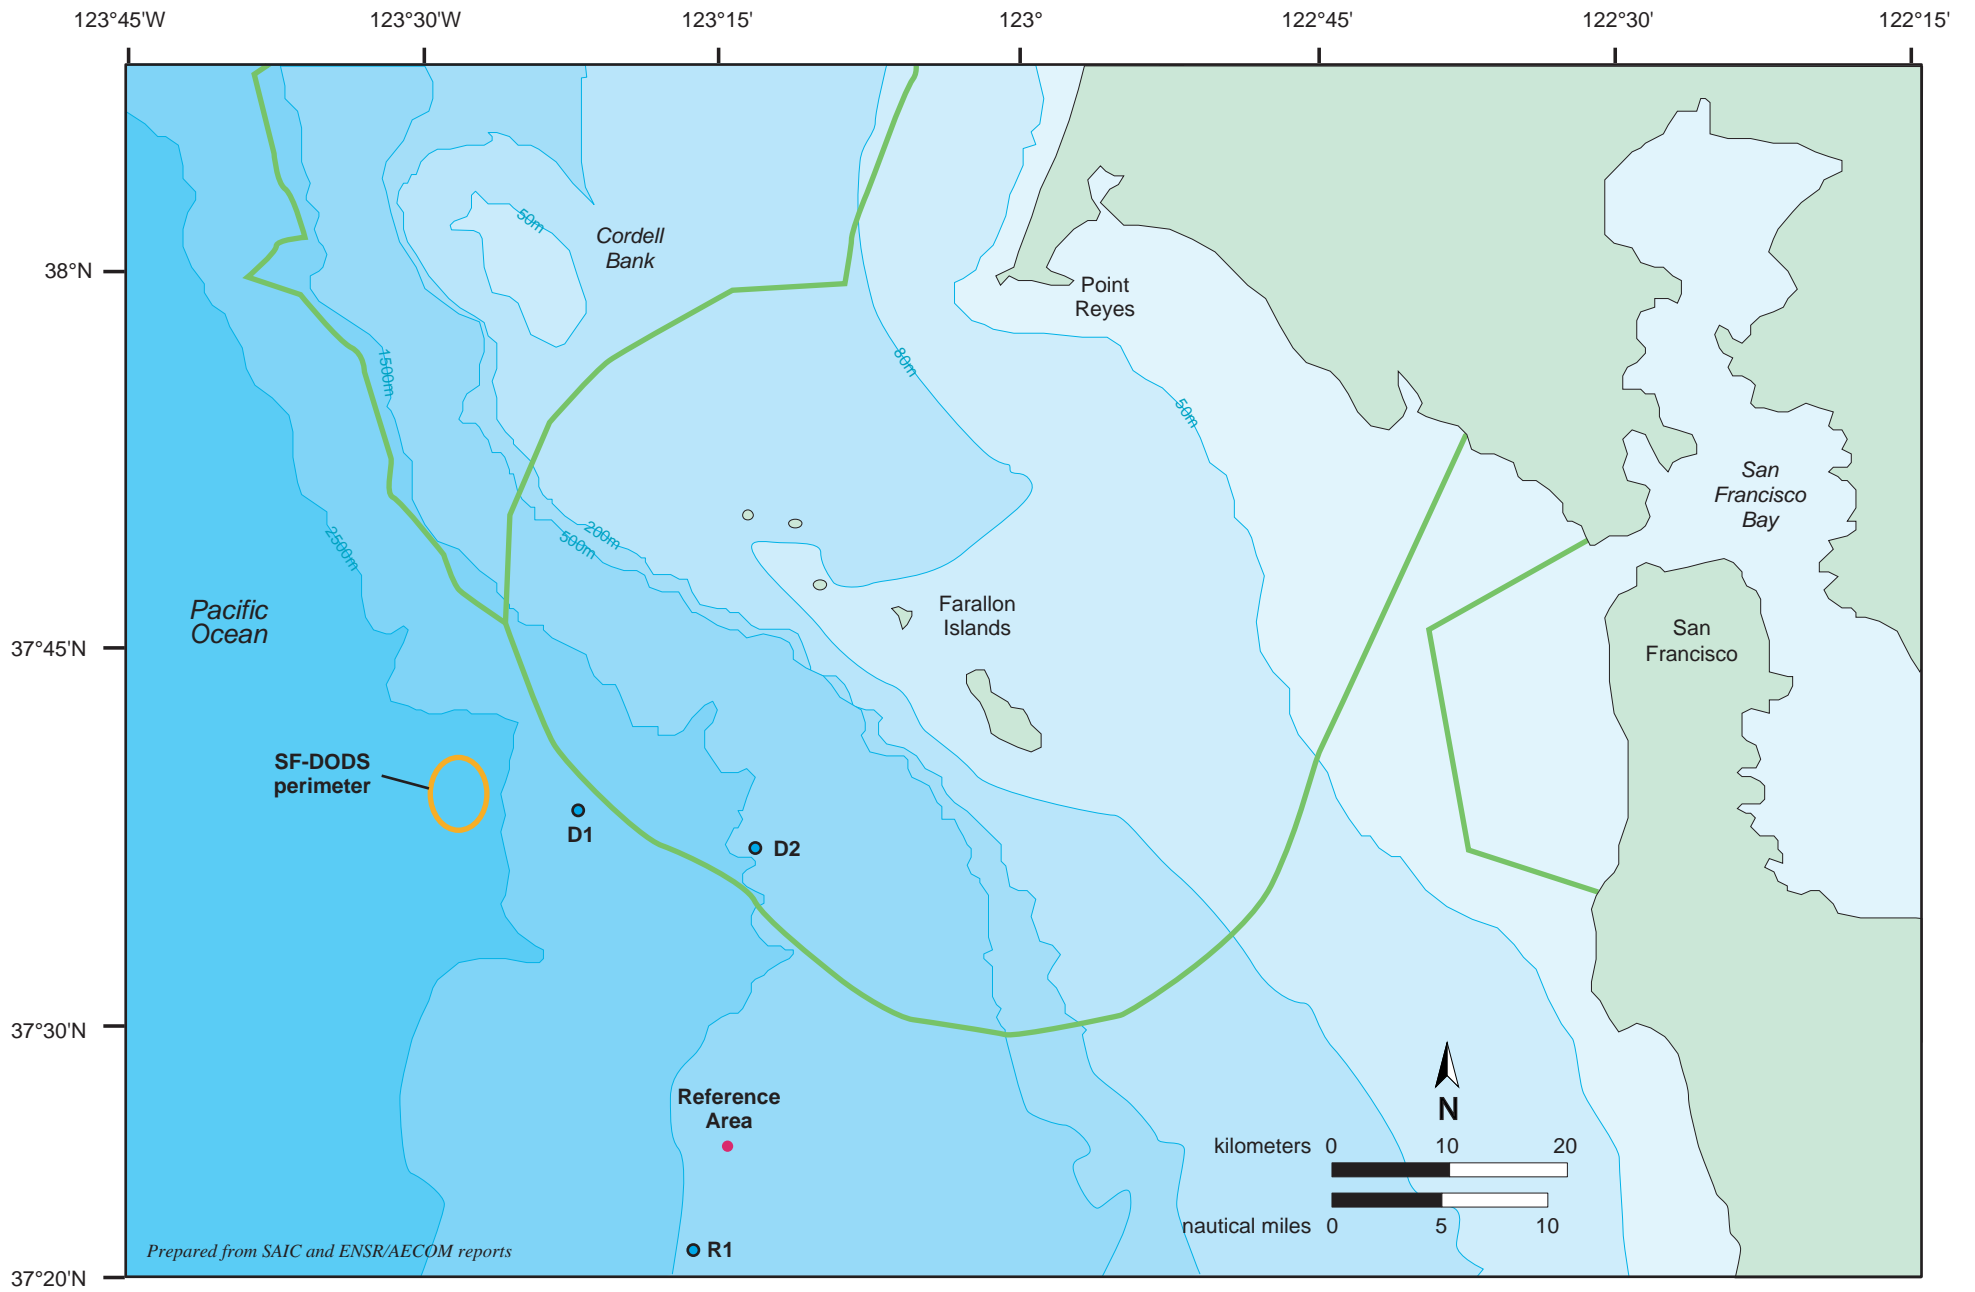 123°45'W
123°30'W
123°15'
123°
122°45'
122°30'
122°15'
50m
Cordell
Bank
38°N
Point
Reyes
1500m
80m
50m
San
Francisco
Bay
2500m
200m
500m
Pacific
Ocean
Farallon
Islands
San
Francisco
37°45'N
SF-DODS
perimeter
D1
D2
37°30'N
Reference
Area
N
kilometers 0 10 20
nautical miles 0 5 10
R1
Prepared from SAIC and ENSR/AECOM reports
37°20'N